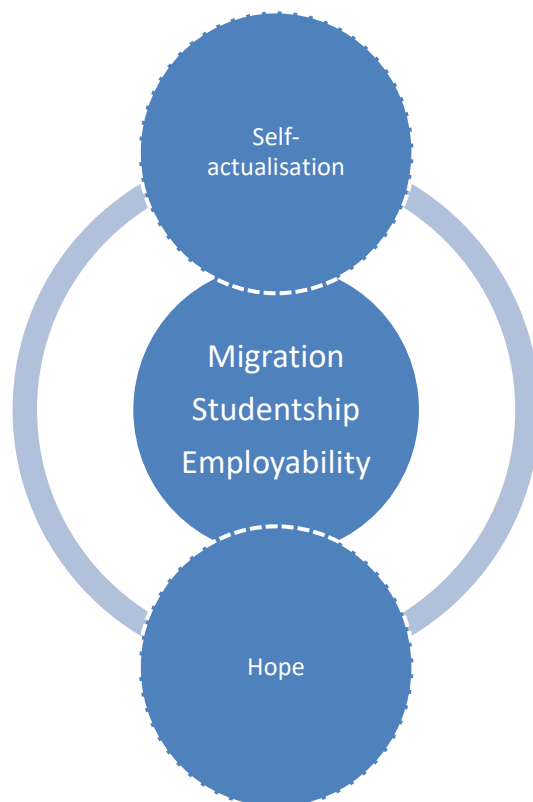 Self-
actualisation
Migration
Studentship
Employability
Hope